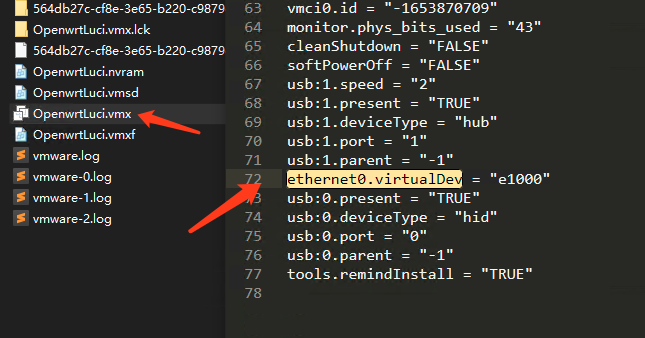 564db27c-cf8e-3e65-b220-c9879
OpenwrtLuci.vmx.lck
564db27c-cf8e-3e65-b220-c9879
OpenwrtLuci.nvram
OpenwrtLuci.vmsd
OpenwrtLuci.vmx
OpenwrtLuci.vmxf
vmware.log
vmware-0.log
vmware-1.log
vmware-2.log
63 vmci0.id = "-1653870709"
64 monitor.phys_bits_used = "43"
65 cleanShutdown = "FALSE"
66 softPowerOff = "FALSE"
67 usb:1.speed = "2"
68 usb:1.present = "TRUE"
69 usb:1.deviceType = "hub"
70 usb:1.port = "1"
71 usb:1.parent = "-1"
72 ethernet0.virtualDev = "e1000"
73 usb:0.present = "TRUE"
74 usb:0.deviceType = "hid"
75 usb:0.port = "0"
76 usb:0.parent = "-1"
77 tools.remindInstall = "TRUE"
78